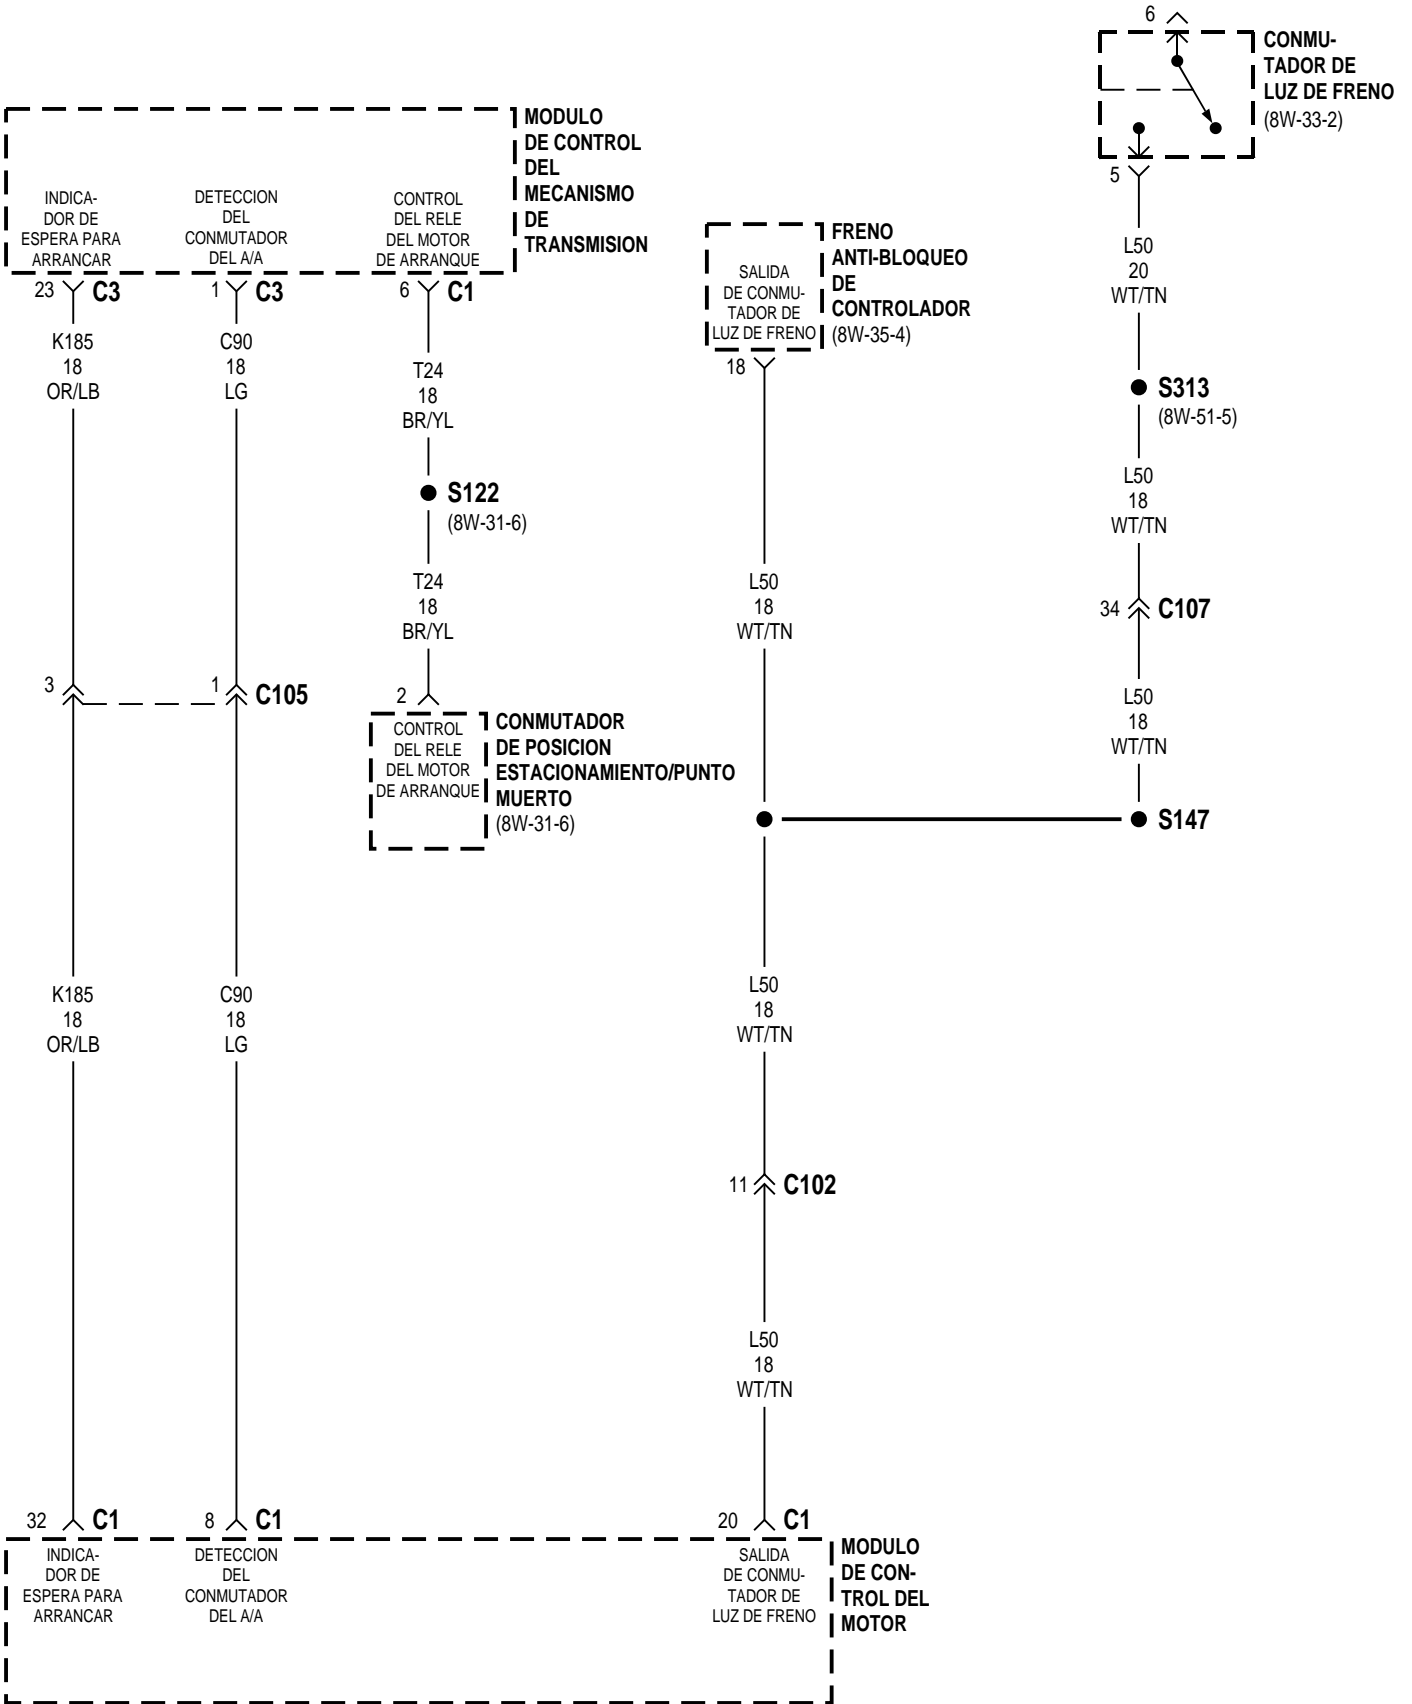 6
CONMU-
TADOR DE
LUZ DE FRENO
(8W-33-2)
5
L50
20
WT/TN
S313
(8W-51-5)
L50
18
WT/TN
34
C107
L50
18
WT/TN
S147
MODULO
DE CONTROL
DEL
MECANISMO
DE
TRANSMISION
INDICA-
DOR DE
ESPERA PARA
ARRANCAR
DETECCION
DEL
CONMUTADOR
DEL A/A
CONTROL
DEL RELE
DEL MOTOR
DE ARRANQUE
23 C3
1 C3
6 C1
K185
18
OR/LB
C90
18
LG
T24
18
BR/YL
S122
(8W-31-6)
T24
18
BR/YL
3
1 C105
2
CONTROL
DEL RELE
DEL MOTOR
DE ARRANQUE
CONMUTADOR
DE POSICION
ESTACIONAMIENTO/PUNTO
MUERTO
(8W-31-6)
FRENO
ANTI-BLOQUEO
DE
CONTROLADOR
(8W-35-4)
SALIDA
DE CONMU-
TADOR DE
LUZ DE FRENO
18
L50
18
WT/TN
K185
18
OR/LB
C90
18
LG
L50
18
WT/TN
11 C102
L50
18
WT/TN
32 C1
8 C1
20 C1
INDICA-
DOR DE
ESPERA PARA
ARRANCAR
DETECCION
DEL
CONMUTADOR
DEL A/A
SALIDA
DE CONMU-
TADOR DE
LUZ DE FRENO
MODULO
DE CON-
TROL DEL
MOTOR